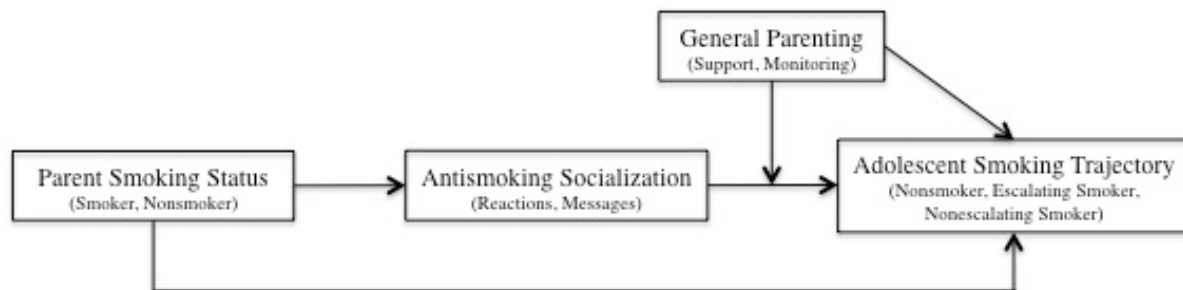 General Parenting
(Support, Monitoring)
Parent Smoking Status
(Smoker, Nonsmoker)
Antismoking Socialization
(Reactions, Messages)
Adolescent Smoking Trajectory
(Nonsmoker, Escalating Smoker,
Nonescalating Smoker)